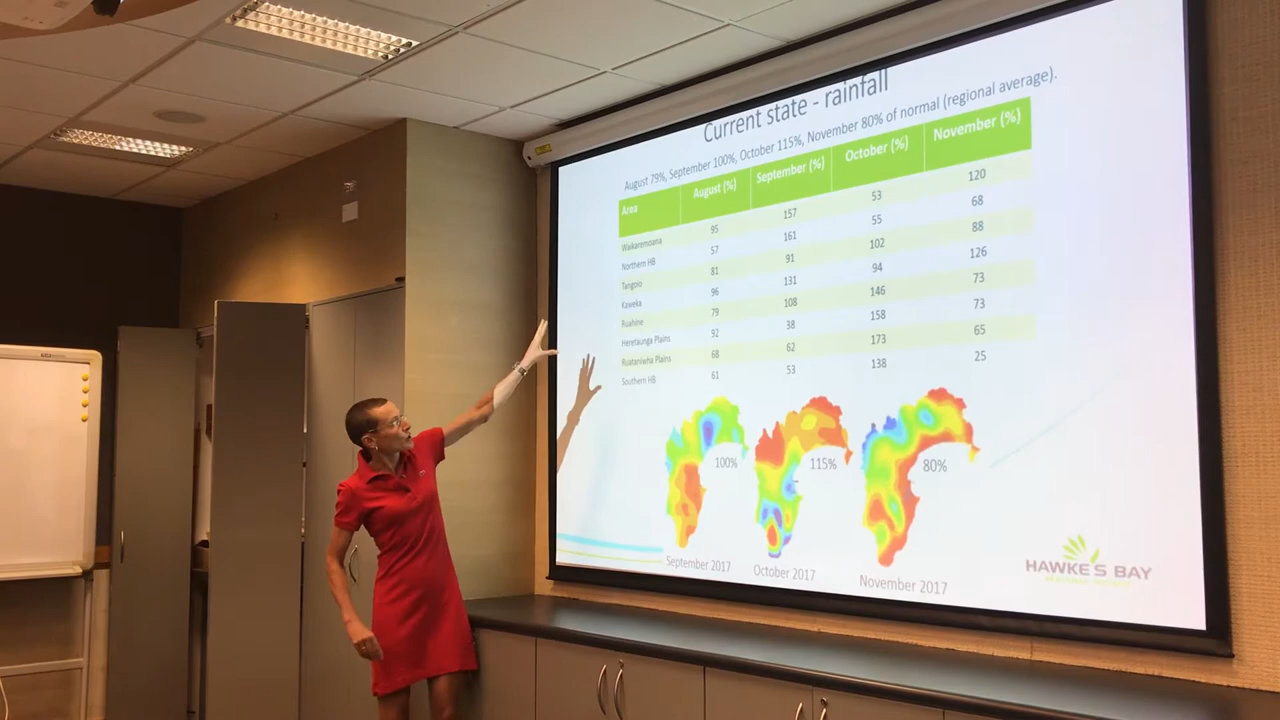 Current state - rainfall
August 79%, September 100%, October 115%, November 80% of normal (regional average).
Area August (%) September (%) October (%) November (%)
Waikaremoana 95 157 53 120
Northern HB 57 161 55 68
Tangoio 81 91 102 88
Kaweka 96 131 94 126
Ruahine 79 108 146 73
Heretaunga Plains 92 38 158 73
Ruataniwha Plains 68 62 173 65
Southern HB 61 53 138 25
100% 115% 80%
September 2017 October 2017 November 2017
HAWKE'S BAY